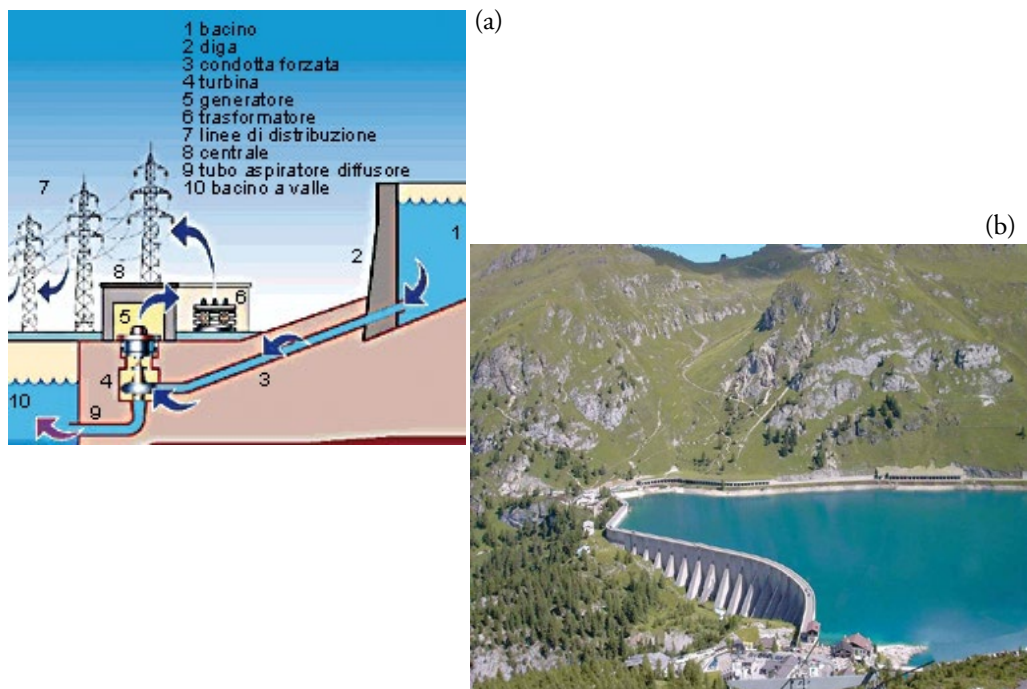 (a)
1 bacino
2 diga
3 condotta forzata
4 turbina
5 generatore
6 trasformatore
7 linee di distribuzione
8 centrale
9 tubo aspiratore diffusore
10 bacino a valle
7
2
1
8
6
5
3
4
10
9
(b)